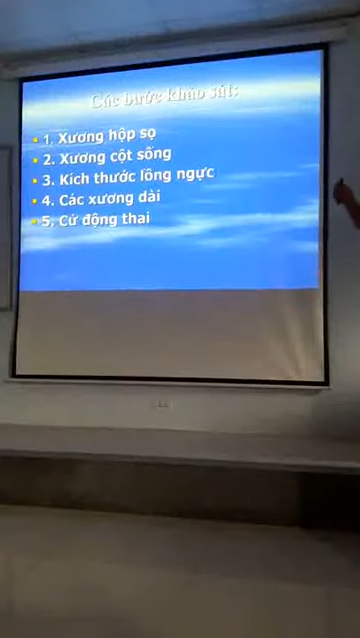 Các bước khảo sát:
1. Xương hộp sọ
2. Xương cột sống
3. Kích thước lồng ngực
4. Các xương dài
5. Cử động thai